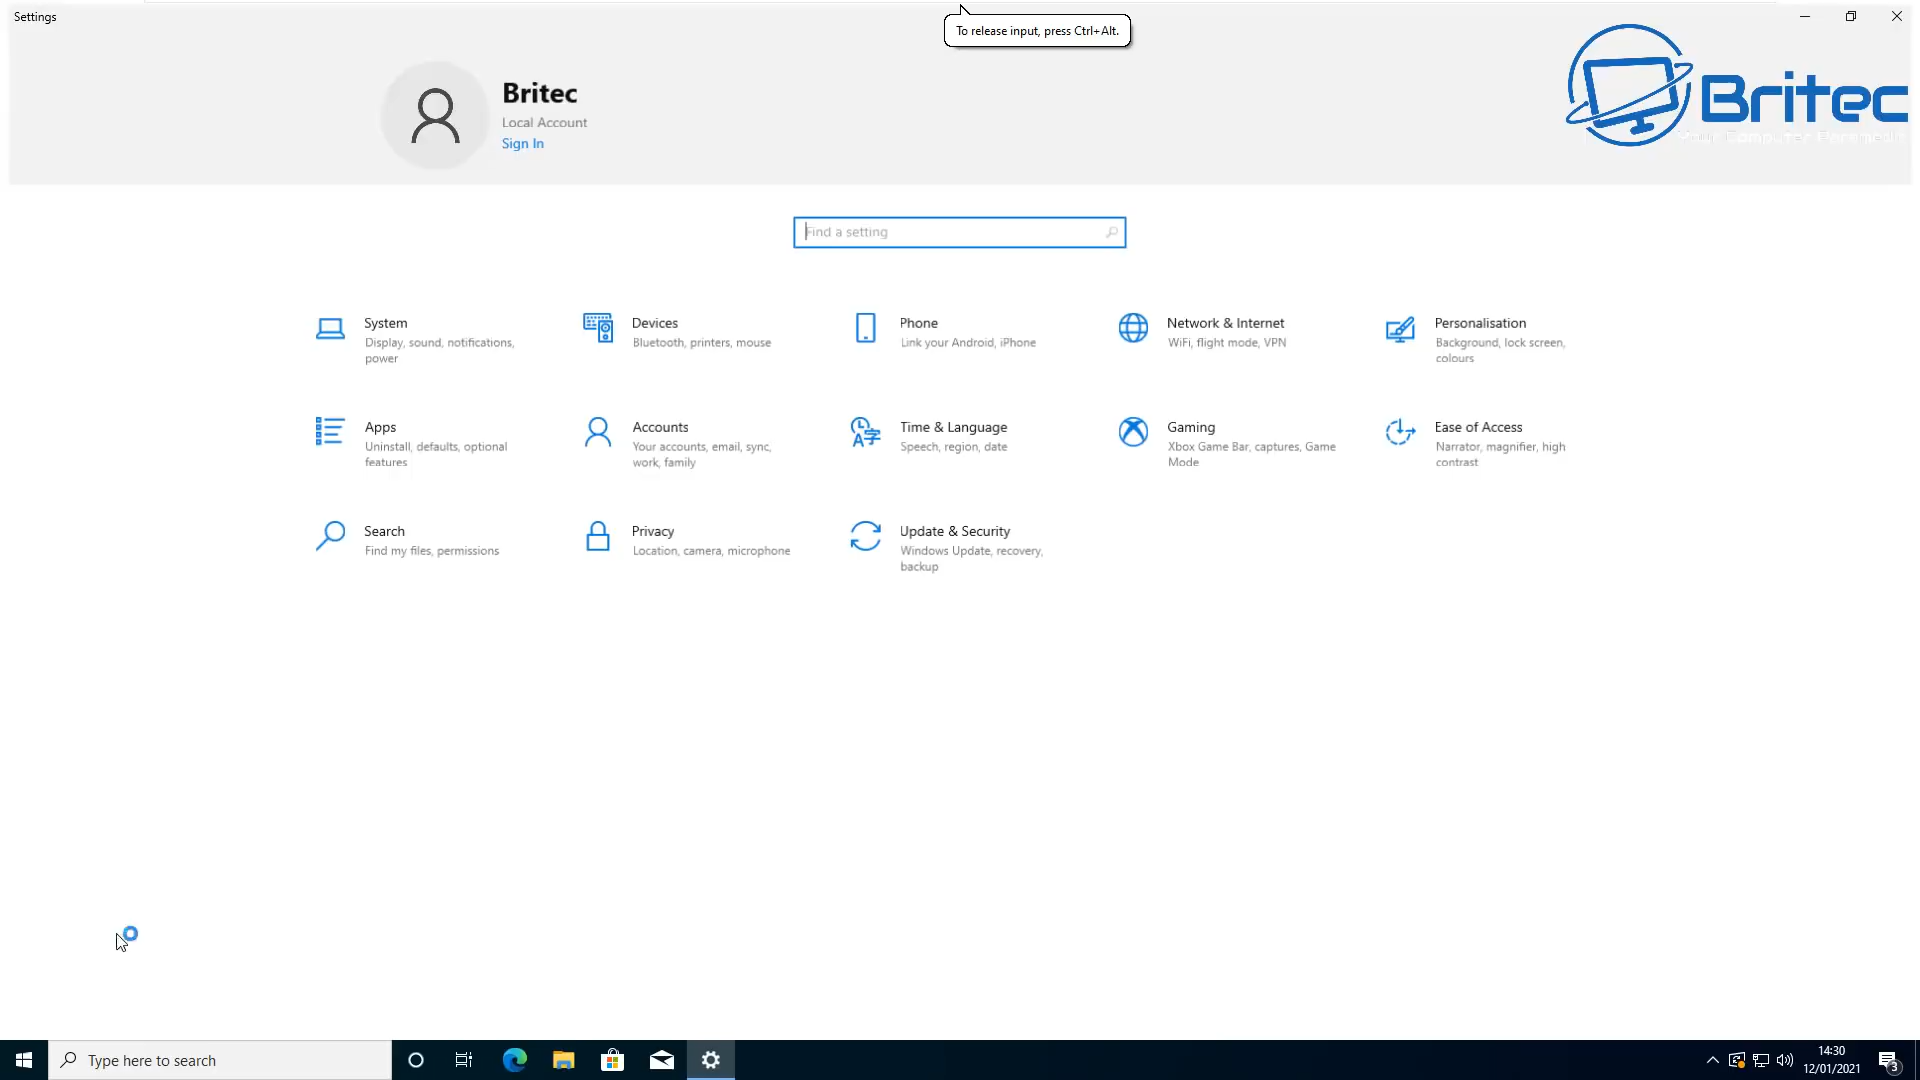 Settings
To release input, press Ctrl+Alt.
Britec
Local Account
Sign In
Britec
Your Computer Paramedic
Find a setting
System
Display, sound, notifications,
power
Devices
Bluetooth, printers, mouse
Phone
Link your Android, iPhone
Network & Internet
WiFi, flight mode, VPN
Personalisation
Background, lock screen,
colours
Apps
Uninstall, defaults, optional
features
Accounts
Your accounts, email, sync,
work, family
Time & Language
Speech, region, date
Gaming
Xbox Game Bar, captures, Game
Mode
Ease of Access
Narrator, magnifier, high
contrast
Search
Find my files, permissions
Privacy
Location, camera, microphone
Update & Security
Windows Update, recovery,
backup
Type here to search
14:30
12/01/2021
3